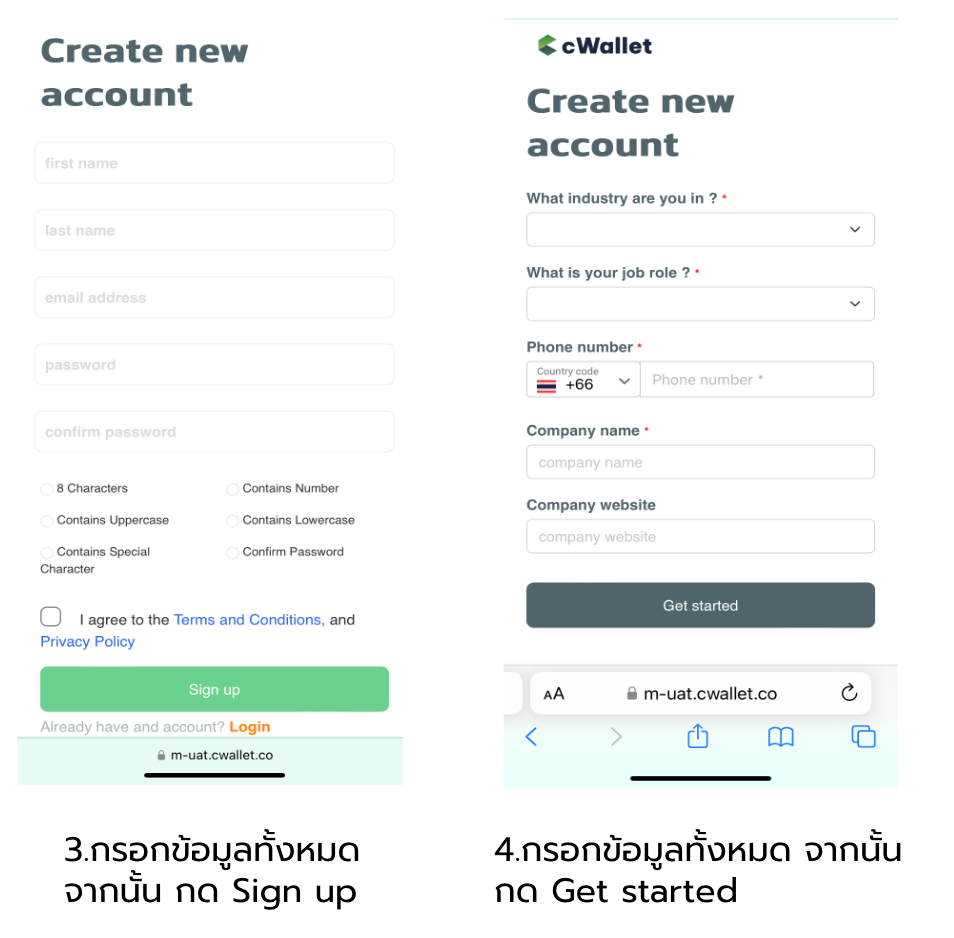 Create new
account
first name
last name
email address
password
confirm password
8 Characters
Contains Number
Contains Uppercase
Contains Lowercase
Contains Special
Character
Confirm Password
I agree to the Terms and Conditions, and
Privacy Policy
Sign up
Already have and account? Login
m-uat.cwallet.co
3.กรอกข้อมูลทั้งหมด
จากนั้น กด Sign up
cWallet
Create new
account
What industry are you in ? *
What is your job role ? *
Phone number *
Country code
+66
Phone number *
Company name *
company name
Company website
company website
Get started
AA
m-uat.cwallet.co
4.กรอกข้อมูลทั้งหมด จากนั้น
กด Get started